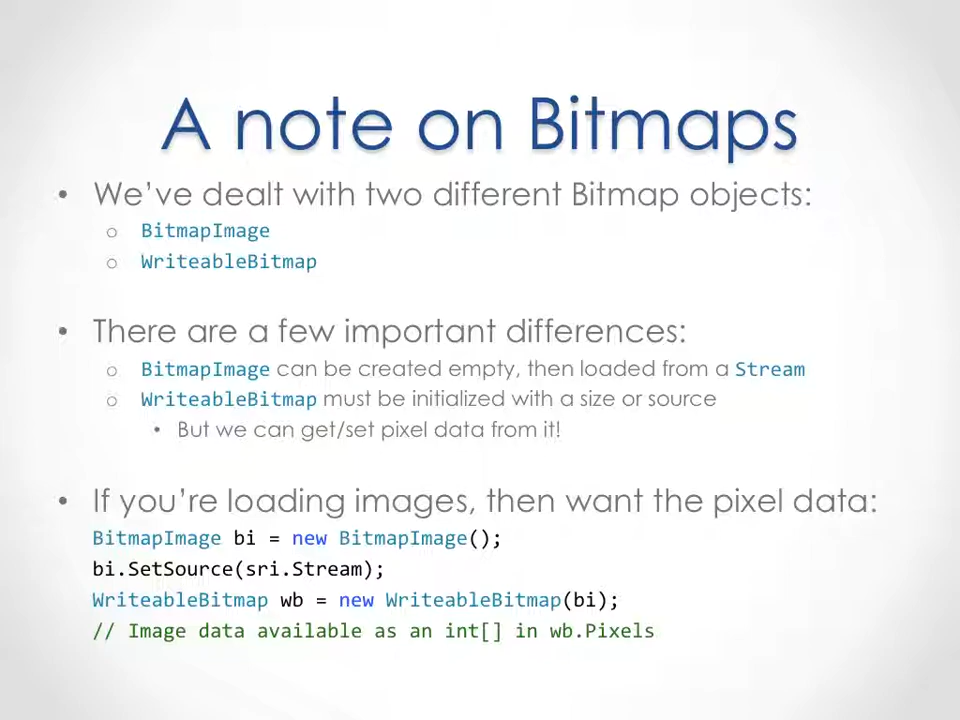 A note on Bitmaps
• We've dealt with two different Bitmap objects:
o BitmapImage
o WriteableBitmap
• There are a few important differences:
o BitmapImage can be created empty, then loaded from a Stream
o WriteableBitmap must be initialized with a size or source
• But we can get/set pixel data from it!
• If you're loading images, then want the pixel data:
BitmapImage bi = new BitmapImage();
bi.SetSource(sri.Stream);
WriteableBitmap wb = new WriteableBitmap(bi);
// Image data available as an int[] in wb.Pixels